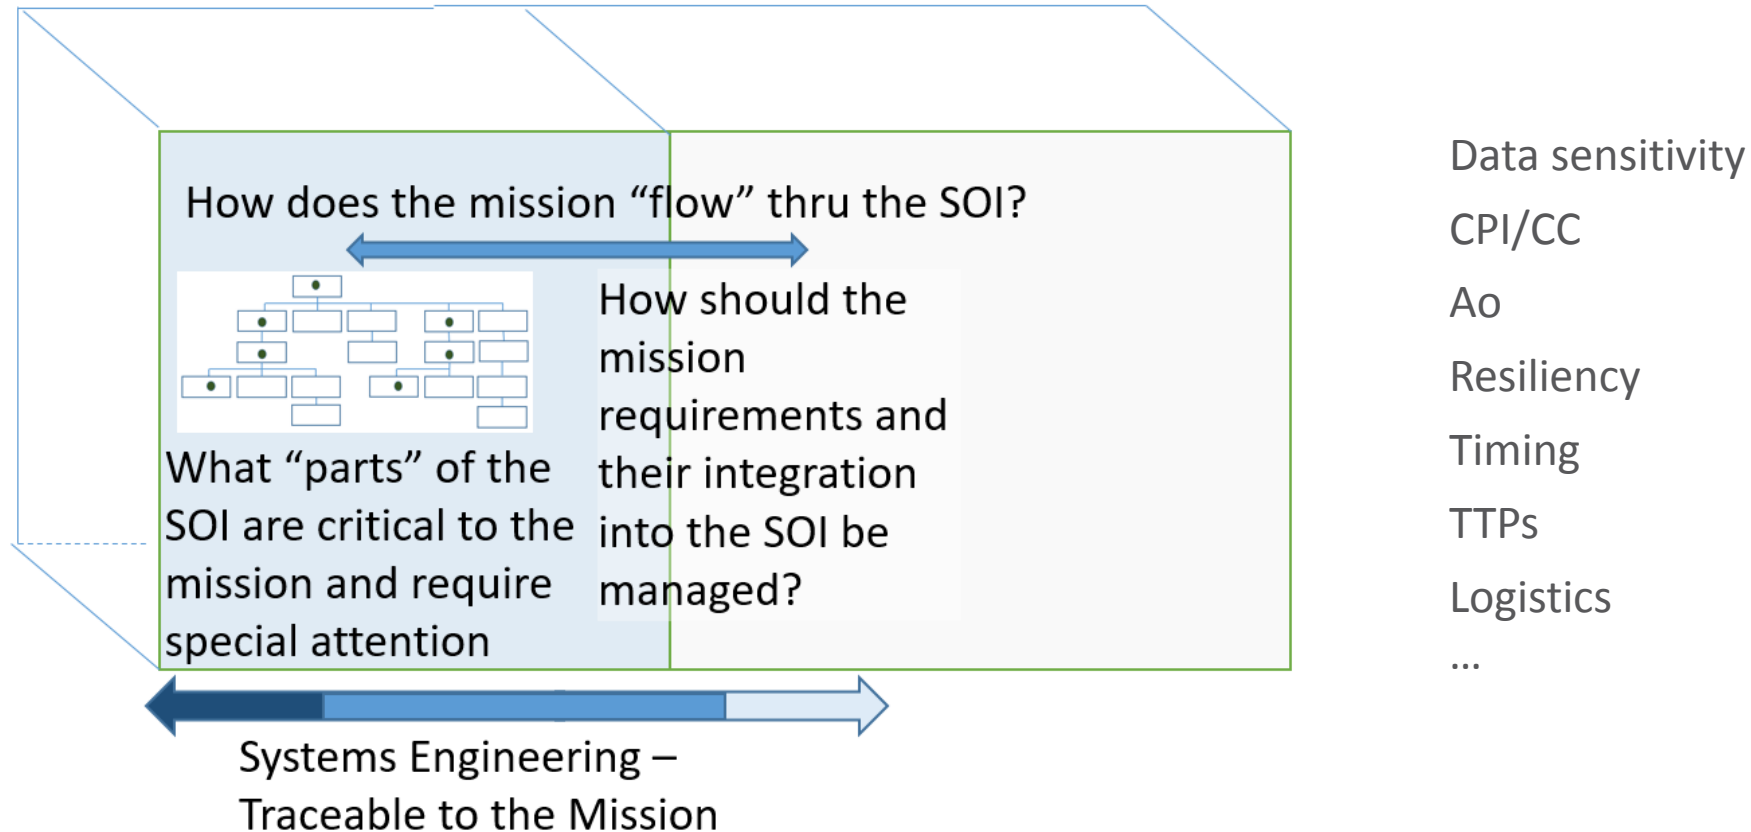 How does the mission “flow” thru the SOI?
How should the
mission
requirements and
their integration
into the SOI be
managed?
What “parts” of the
SOI are critical to the
mission and require
special attention
Systems Engineering –
Traceable to the Mission
Data sensitivity
CPI/CC
Ao
Resiliency
Timing
TTPs
Logistics
...